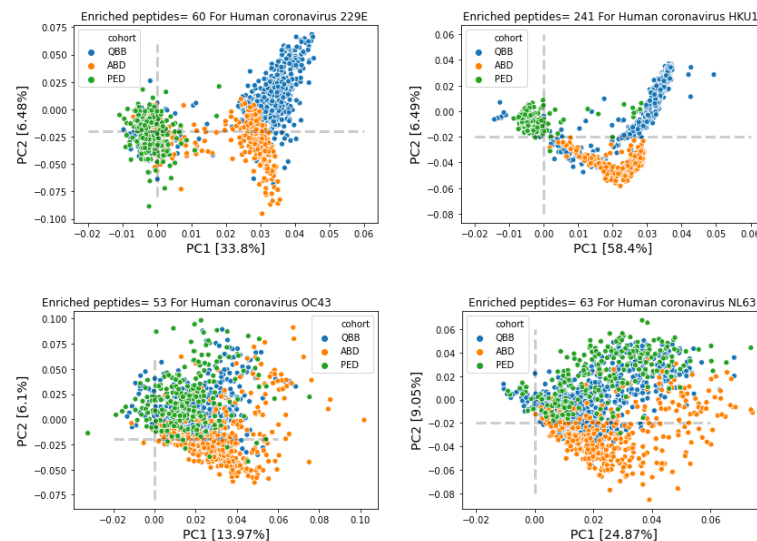 Enriched peptides= 60 For Human coronavirus 229E
cohort
QBB
ABD
PED
0.075
0.050
0.025
0.000
−0.025
−0.050
−0.075
−0.100
PC2 [6.48%]
−0.02 −0.01 0.00 0.01 0.02 0.03 0.04 0.05 0.06
PC1 [33.8%]
Enriched peptides= 241 For Human coronavirus HKU1
cohort
QBB
ABD
PED
0.06
0.04
0.02
0.00
−0.02
−0.04
−0.06
−0.08
PC2 [6.49%]
−0.02 −0.01 0.00 0.01 0.02 0.03 0.04 0.05 0.06
PC1 [58.4%]
Enriched peptides= 53 For Human coronavirus OC43
cohort
QBB
ABD
PED
0.100
0.075
0.050
0.025
0.000
−0.025
−0.050
−0.075
PC2 [6.1%]
−0.02 0.00 0.02 0.04 0.06 0.08 0.10
PC1 [13.97%]
Enriched peptides= 63 For Human coronavirus NL63
cohort
QBB
ABD
PED
0.06
0.04
0.02
0.00
−0.02
−0.04
−0.06
−0.08
PC2 [9.05%]
0.00 0.02 0.04 0.06
PC1 [24.87%]